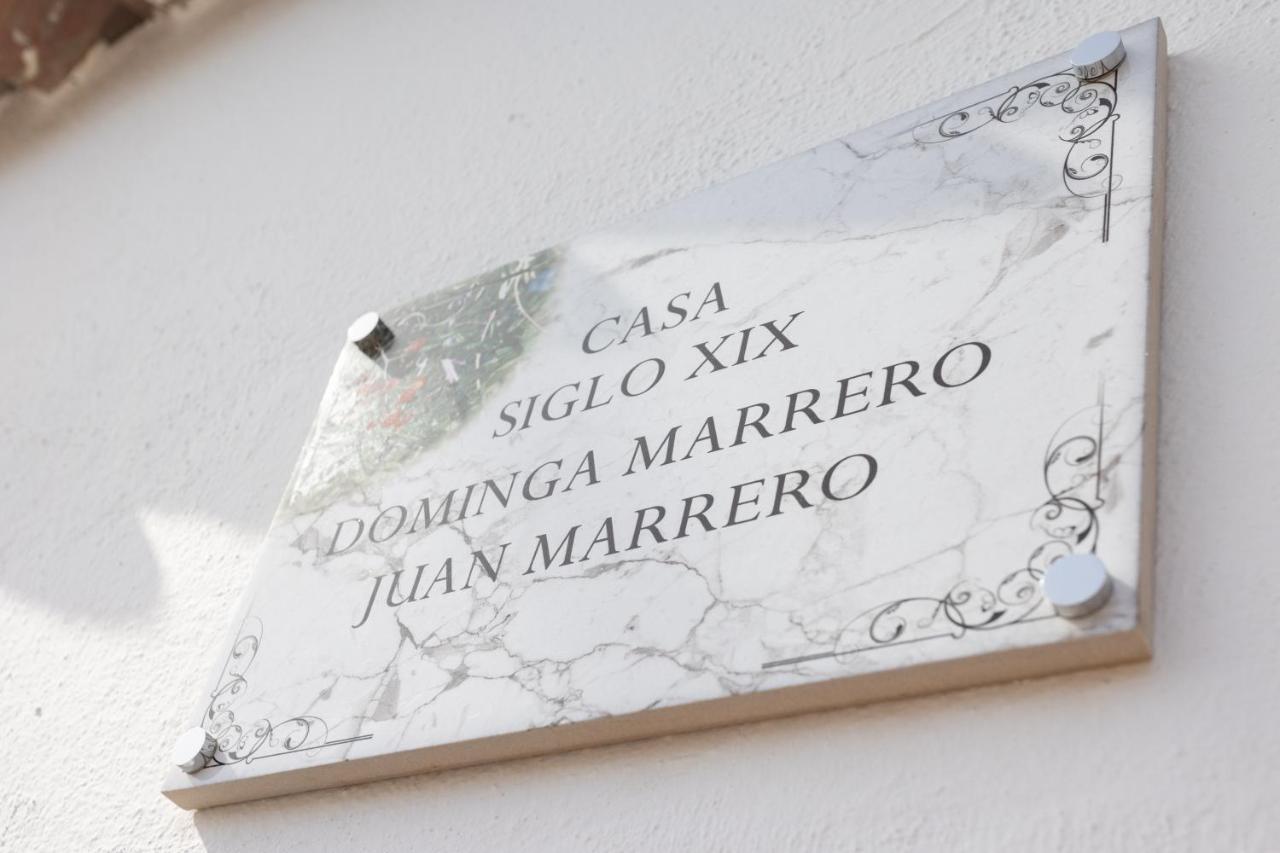 CASA
SIGLO XIX
DOMINGA MARRERO
JUAN MARRERO